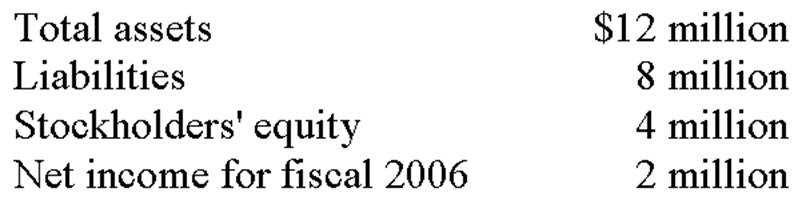 Total assets $12 million
Liabilities 8 million
Stockholders' equity 4 million
Net income for fiscal 2006 2 million